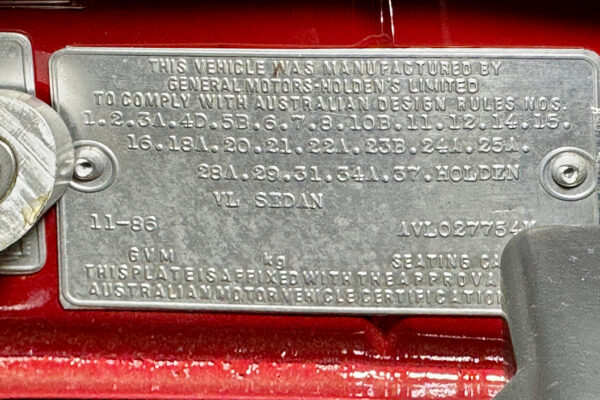 THIS VEHICLE WAS MANUFACTURED BY
GENERAL MOTORS-HOLDEN'S LIMITED
TO COMPLY WITH AUSTRALIAN DESIGN RULES NOS.
1.2.3A.4D.5B.6.7.8.10B.11.12.14.15.
16.18A.20.21.22A.23B.24A.25A.
28A.29.31.34A.37.HOLDEN
VL SEDAN
11-86
GVM kg SEATING
THIS PLATE IS AFFIXED WITH THE
AUSTRALIAN MOTOR VEHICLE CERTIFICATION